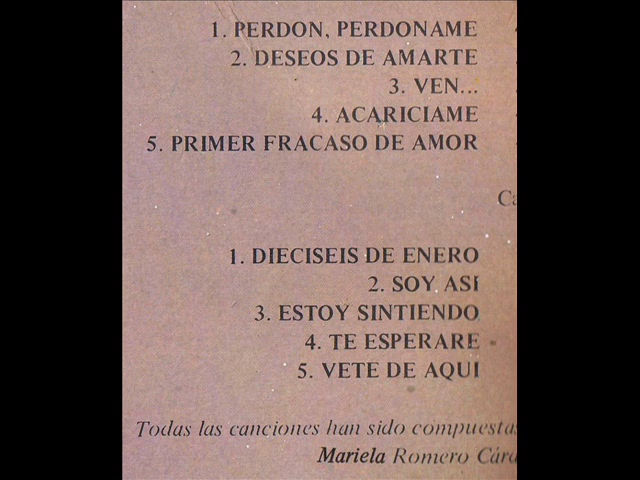 1. PERDON, PERDONAME
2. DESEOS DE AMARTE
3. VEN...
4. ACARICIAME
5. PRIMER FRACASO DE AMOR
Ca
1. DIECISEIS DE ENERO
2. SOY ASI
3. ESTOY SINTIENDO
4. TE ESPERARE
5. VETE DE AQUI
Todas las canciones han sido compuestas
Mariela Romero Cárd